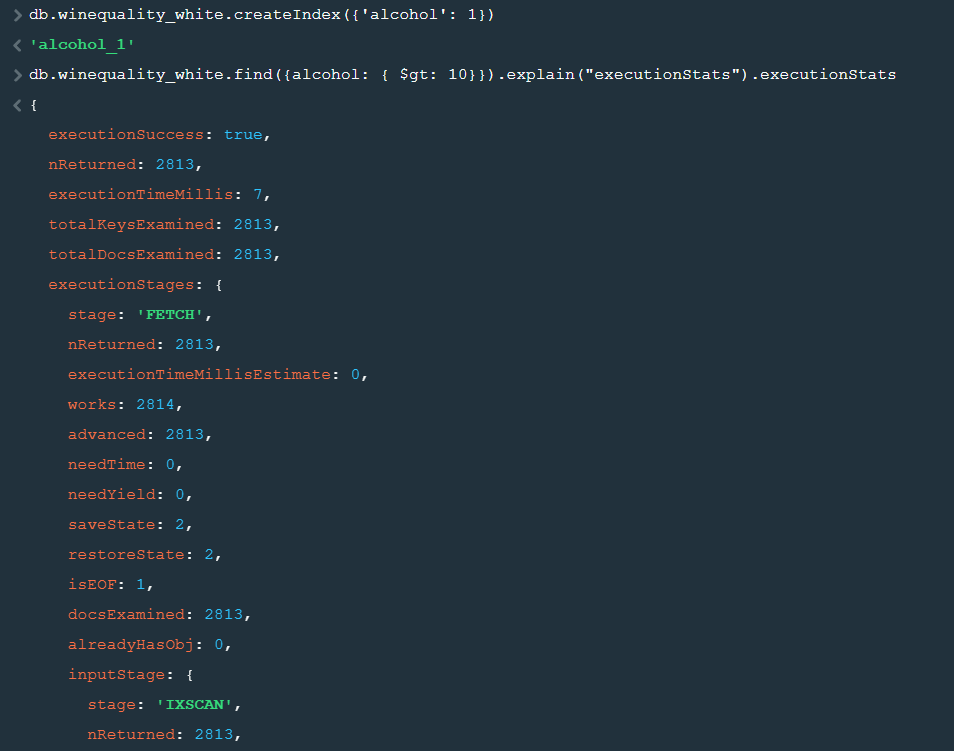 > db.winequality_white.createIndex({'alcohol': 1})
< 'alcohol_1'
> db.winequality_white.find({alcohol: { $gt: 10}}).explain("executionStats").executionStats
< {
executionSuccess: true,
nReturned: 2813,
executionTimeMillis: 7,
totalKeysExamined: 2813,
totalDocsExamined: 2813,
executionStages: {
stage: 'FETCH',
nReturned: 2813,
executionTimeMillisEstimate: 0,
works: 2814,
advanced: 2813,
needTime: 0,
needYield: 0,
saveState: 2,
restoreState: 2,
isEOF: 1,
docsExamined: 2813,
alreadyHasObj: 0,
inputStage: {
stage: 'IXSCAN',
nReturned: 2813,